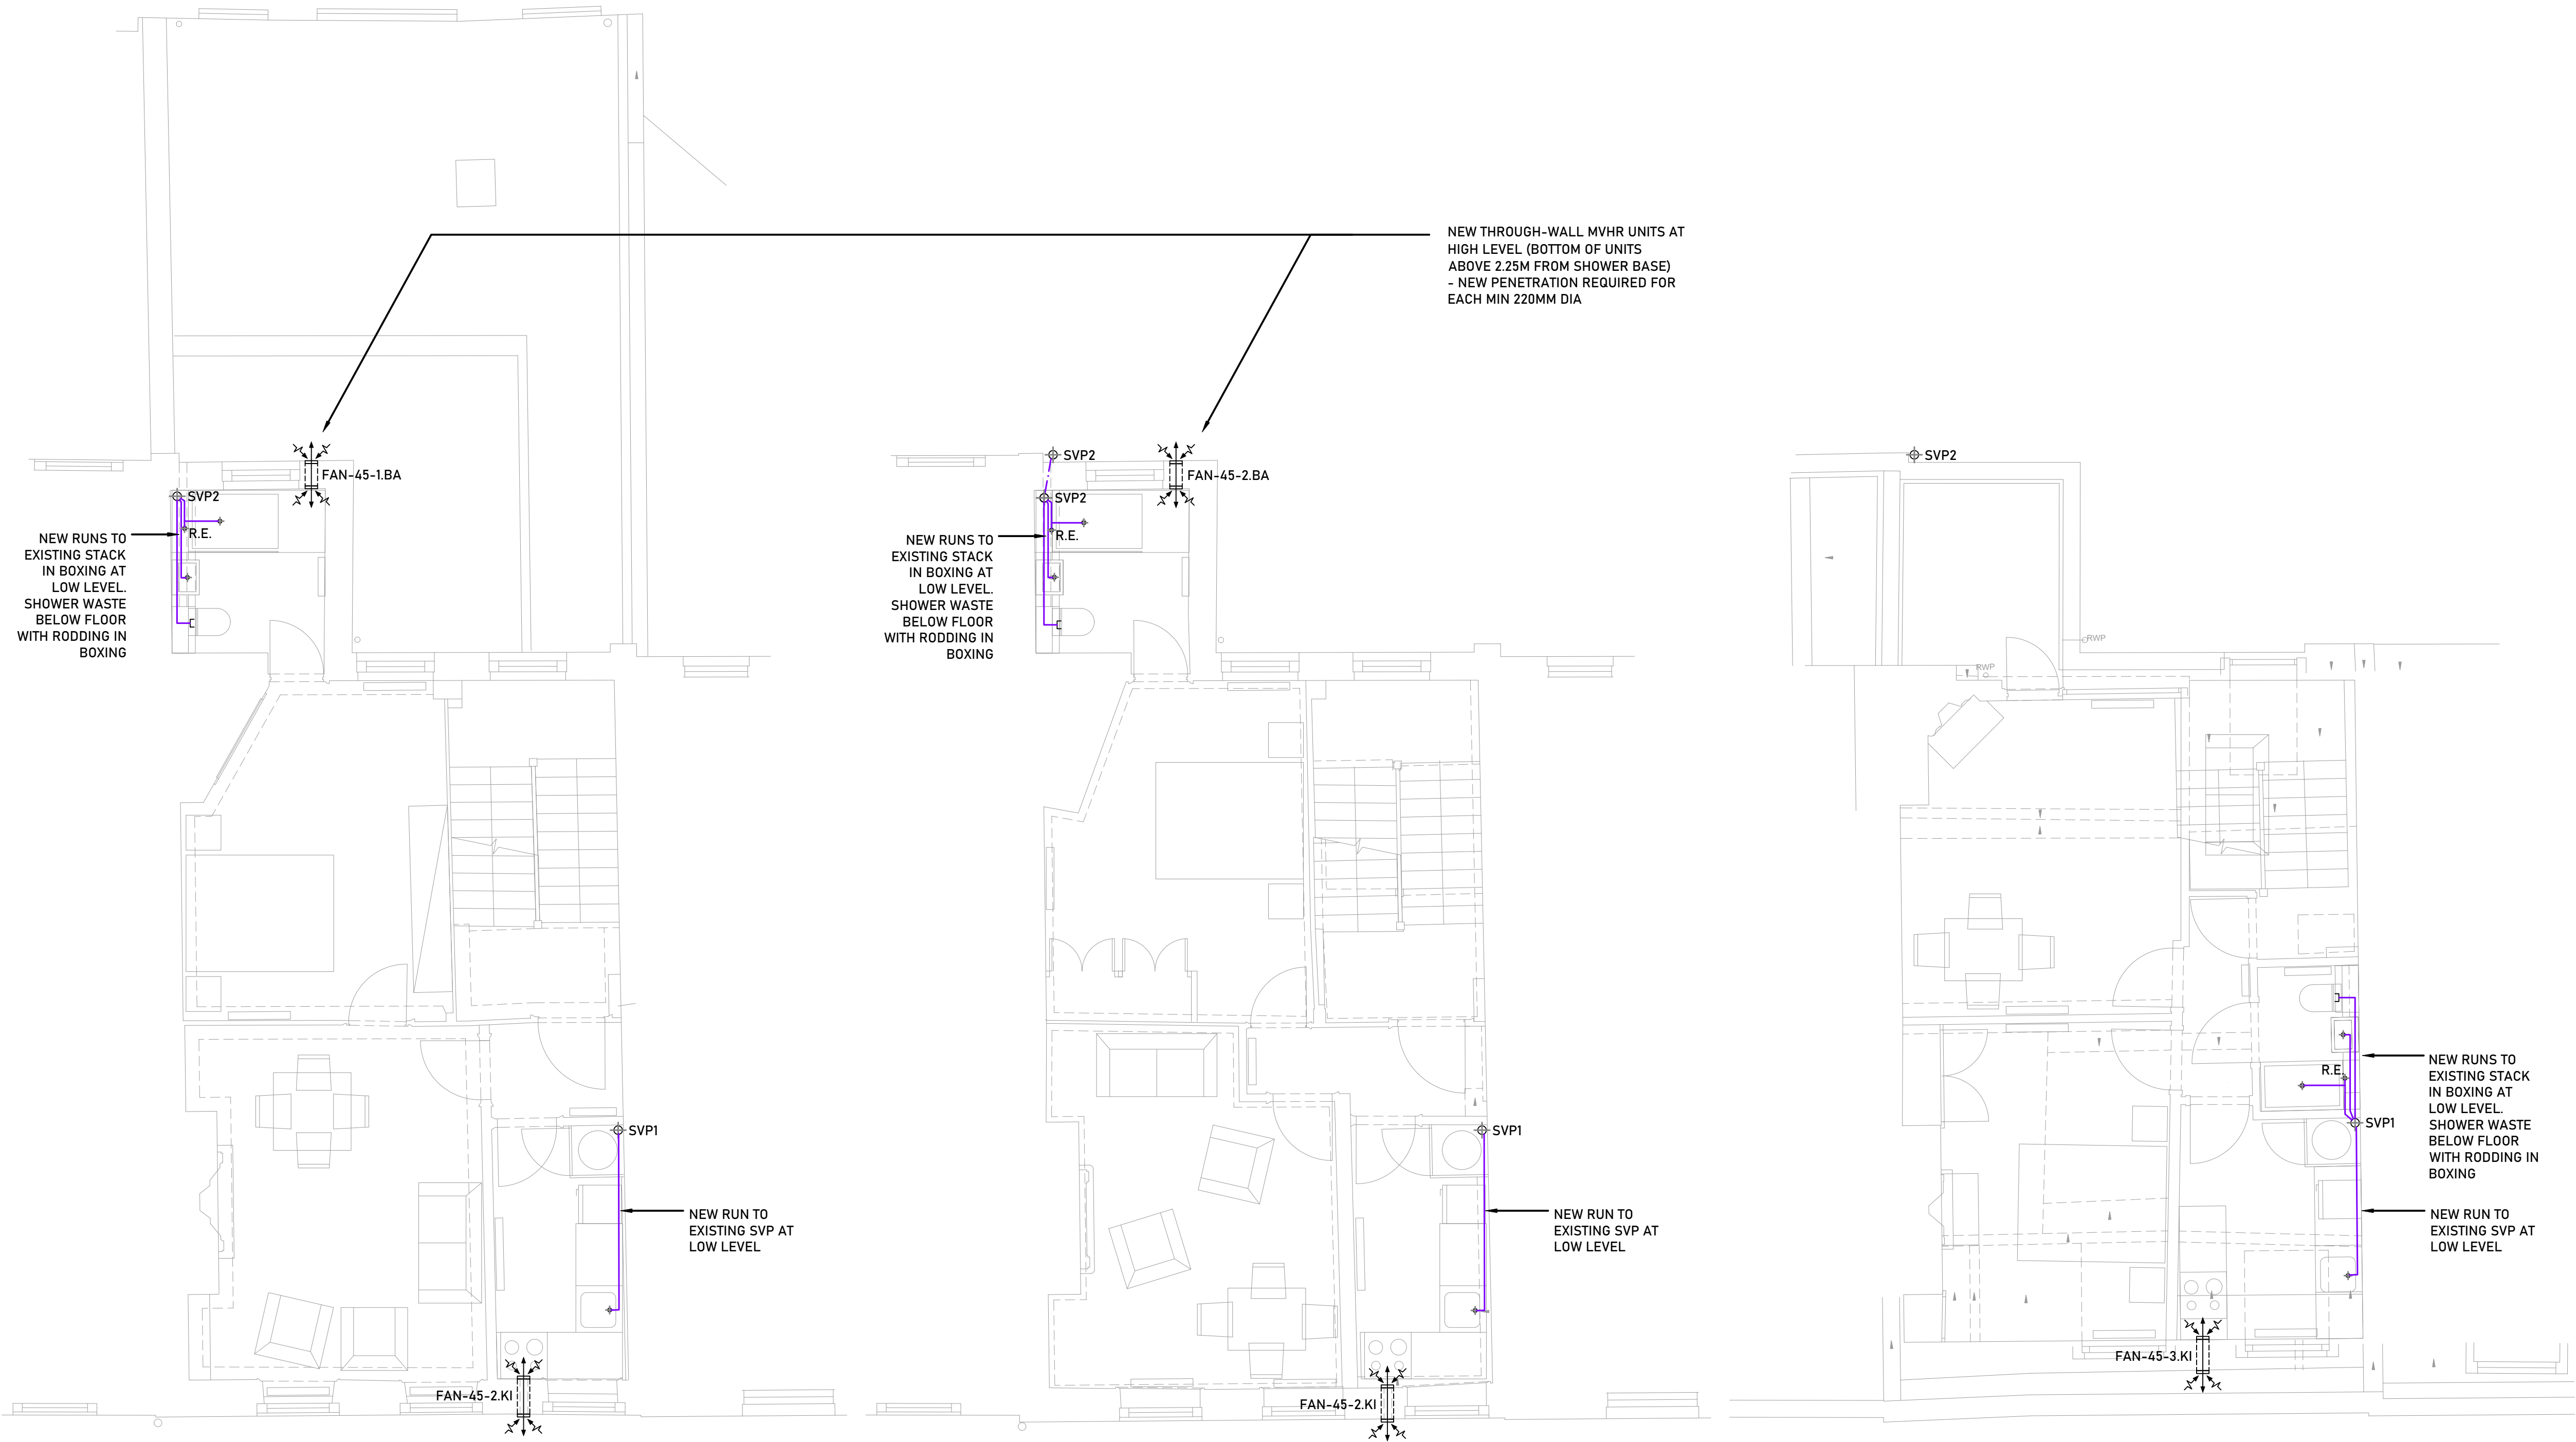 NEW THROUGH-WALL MVHR UNITS AT
HIGH LEVEL (BOTTOM OF UNITS
ABOVE 2.25M FROM SHOWER BASE)
- NEW PENETRATION REQUIRED FOR
EACH MIN 220MM DIA
FAN-45-1.BA
SVP2
R.E.
NEW RUNS TO
EXISTING STACK
IN BOXING AT
LOW LEVEL.
SHOWER WASTE
BELOW FLOOR
WITH RODDING IN
BOXING
SVP1
NEW RUN TO
EXISTING SVP AT
LOW LEVEL
FAN-45-2.KI
SVP2
FAN-45-2.BA
SVP2
R.E.
NEW RUNS TO
EXISTING STACK
IN BOXING AT
LOW LEVEL.
SHOWER WASTE
BELOW FLOOR
WITH RODDING IN
BOXING
SVP1
NEW RUN TO
EXISTING SVP AT
LOW LEVEL
FAN-45-2.KI
SVP2
RWP
RWP
R.E.
NEW RUNS TO
EXISTING STACK
IN BOXING AT
LOW LEVEL.
SHOWER WASTE
BELOW FLOOR
WITH RODDING IN
BOXING
SVP1
NEW RUN TO
EXISTING SVP AT
LOW LEVEL
FAN-45-3.KI